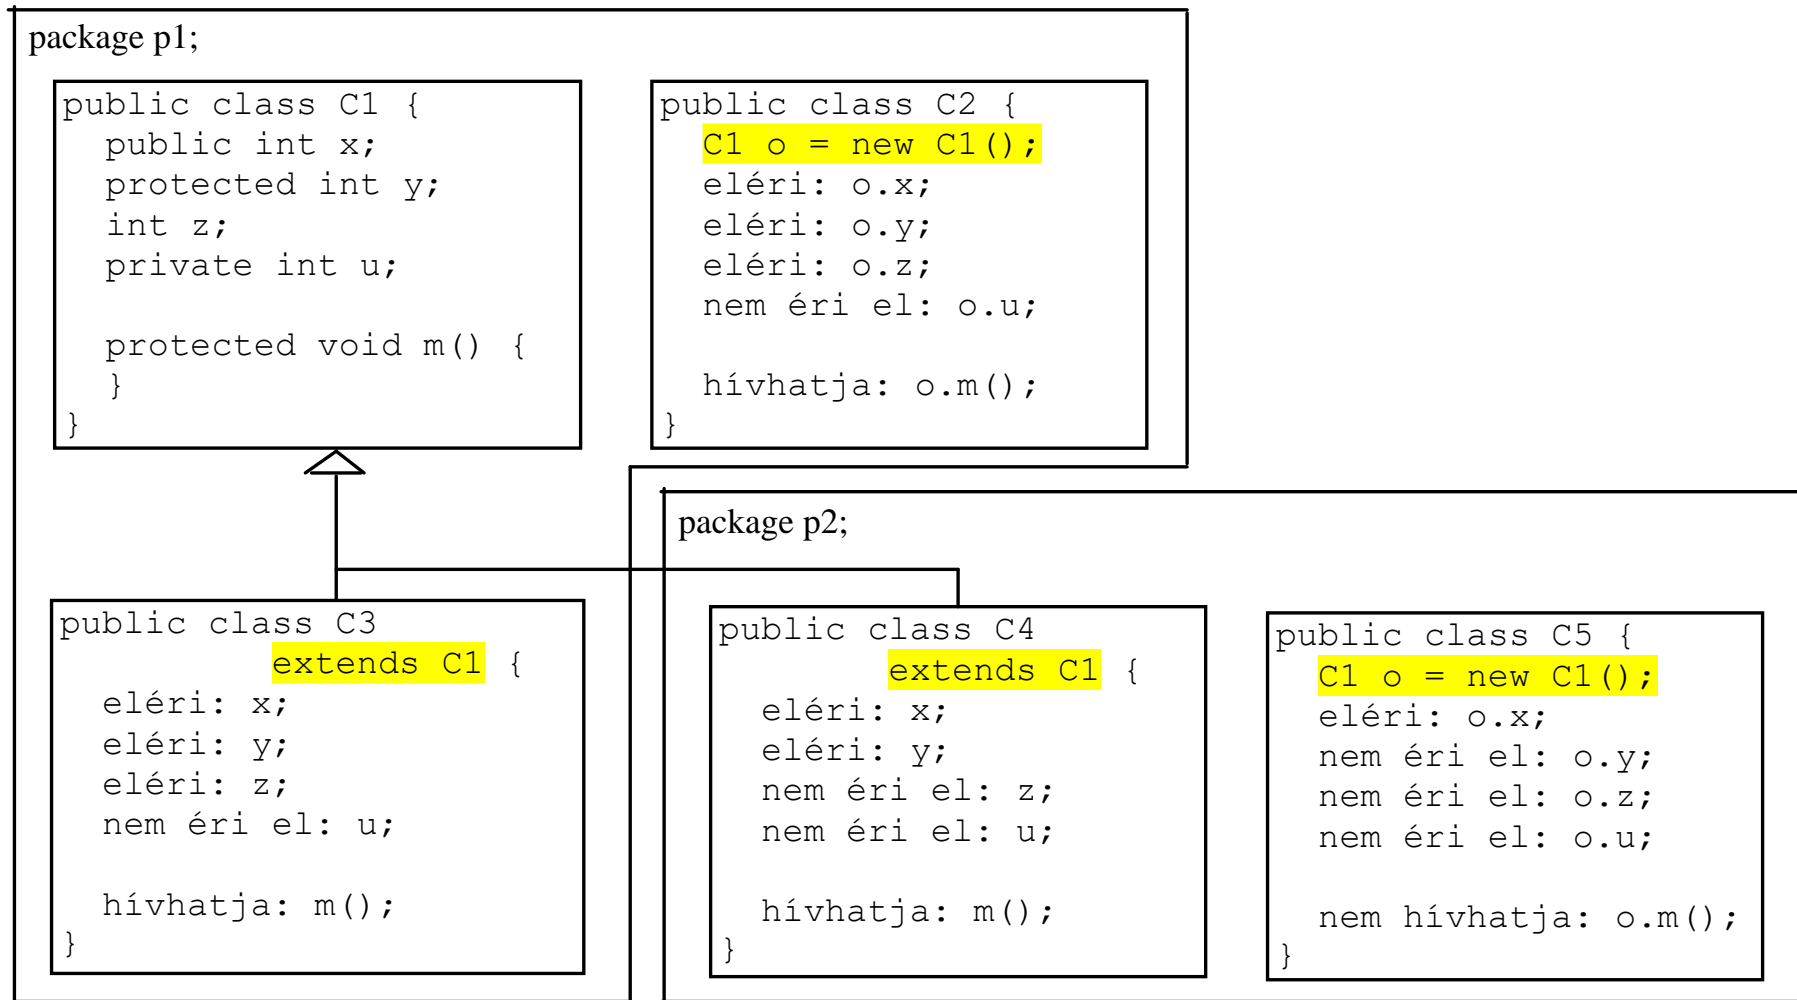 package p1;
public class C1 {
public int x;
protected int y;
int z;
private int u;
protected void m() {
}
}
public class C2 {
C1 o = new C1();
eléri: o.x;
eléri: o.y;
eléri: o.z;
nem éri el: o.u;
hívhatja: o.m();
}
public class C3
extends C1 {
eléri: x;
eléri: y;
eléri: z;
nem éri el: u;
hívhatja: m();
}
package p2;
public class C4
extends C1 {
eléri: x;
eléri: y;
nem éri el: z;
nem éri el: u;
hívhatja: m();
}
public class C5 {
C1 o = new C1();
eléri: o.x;
nem éri el: o.y;
nem éri el: o.z;
nem éri el: o.u;
nem hívhatja: o.m();
}